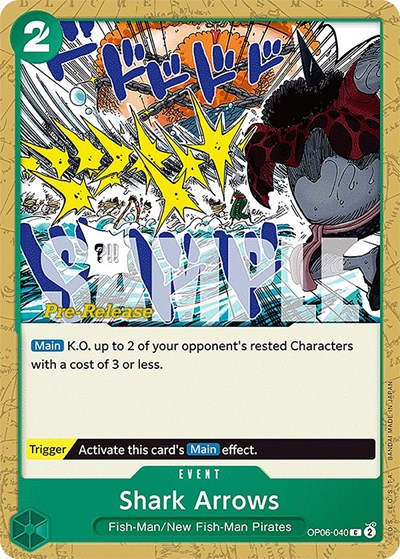 2
ドドドドド
?!!
SAMPLE
Pre-Release
Main K.O. up to 2 of your opponent's rested Characters
with a cost of 3 or less.
Trigger Activate this card's Main effect.
EVENT
Shark Arrows
Fish-Man/New Fish-Man Pirates
OP06-040 C 2
BANDAI MADE IN JAPAN